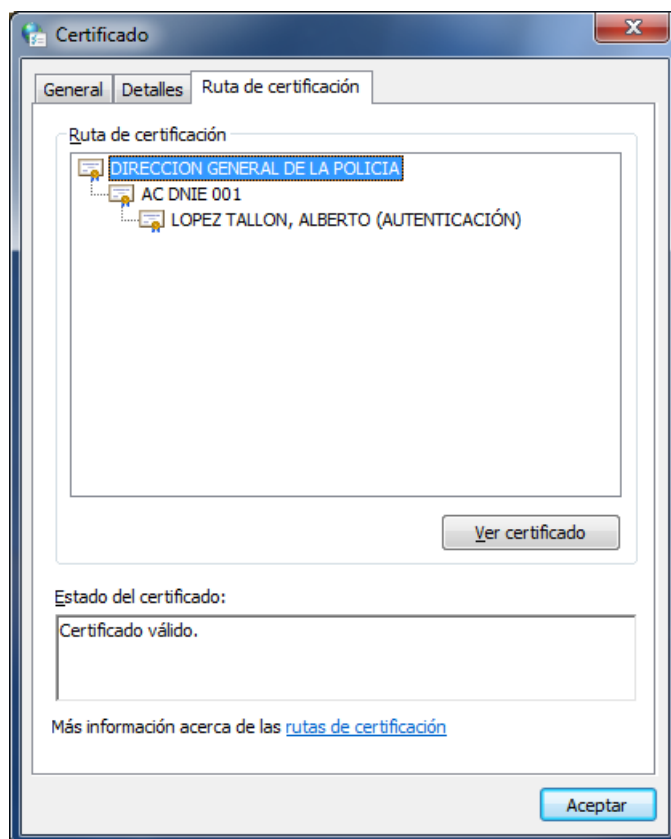 Certificado
General Detalles Ruta de certificación
Ruta de certificación
DIRECCION GENERAL DE LA POLICIA
AC DNIE 001
LOPEZ TALLON, ALBERTO (AUTENTICACIÓN)
Ver certificado
Estado del certificado:
Certificado válido.
Más información acerca de las rutas de certificación
Aceptar